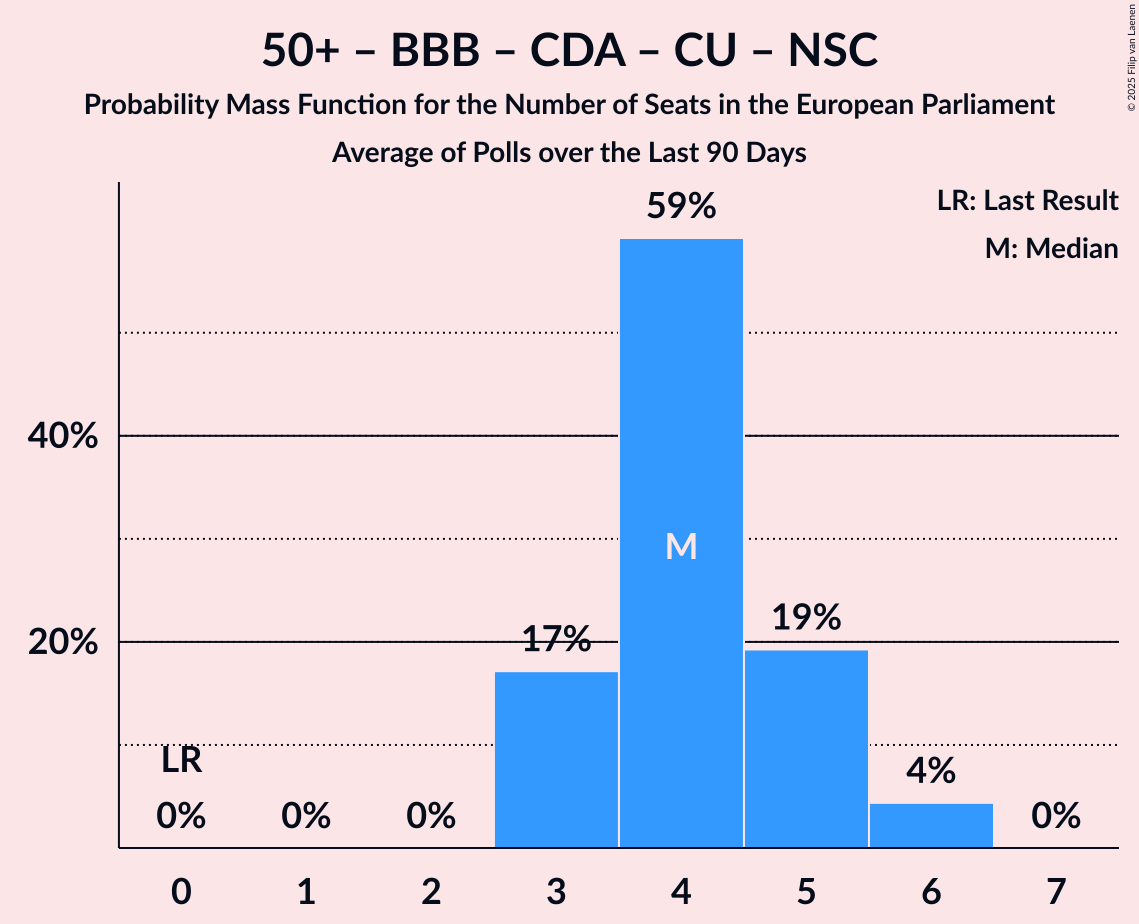 50+ – BBB – CDA – CU – NSC
Probability Mass Function for the Number of Seats in the European Parliament
Average of Polls over the Last 90 Days
© 2025 Filip van Laenen
LR: Last Result
M: Median
59%
40%
M
20%
17%
19%
LR
4%
0%
0%
0%
0%
0
1
2
3
4
5
6
7